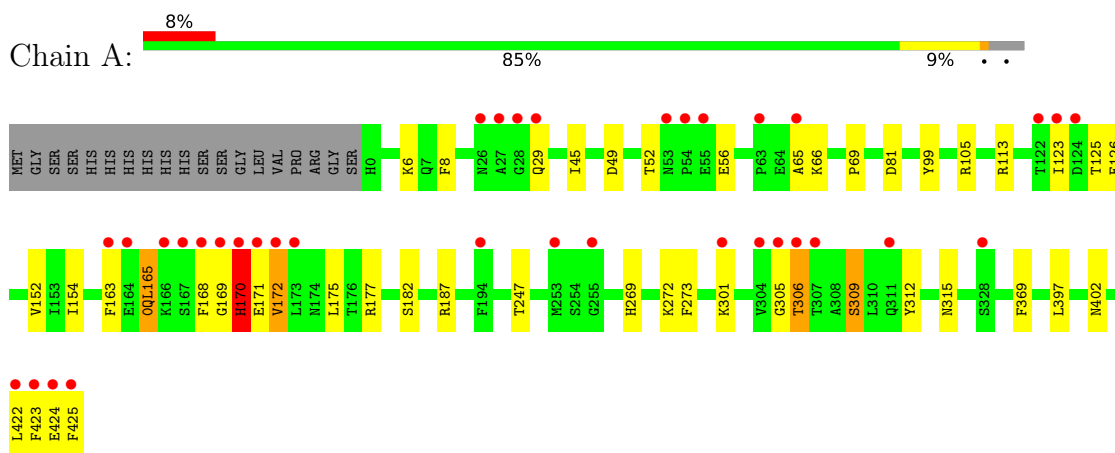 8%
Chain A:
85% 9% • •
MET GLY SER SER HIS HIS HIS HIS HIS HIS SER SER GLY LEU VAL PRO ARG GLY SER H0 K6 Q7 F8 N26 A27 G28 Q29 I45 D49 T52 N53 P54 E55 E56 P63 E64 A65 K66 P69 D81 Y99 R105 R113 T122 I123 D124 T125
V152 I153 I154 F163 E164 OQL165 K166 S167 F168 G169 H170 E171 V172 L173 N174 L175 T176 R177 S182 R187 F194 T247 M253 S254 G255 H269 K272 F273 K301 V304 G305 T306 T307 A308 S309 L310 Q311 Y312 N315 S328 F369 L397 N402
L422 F423 E424 F425